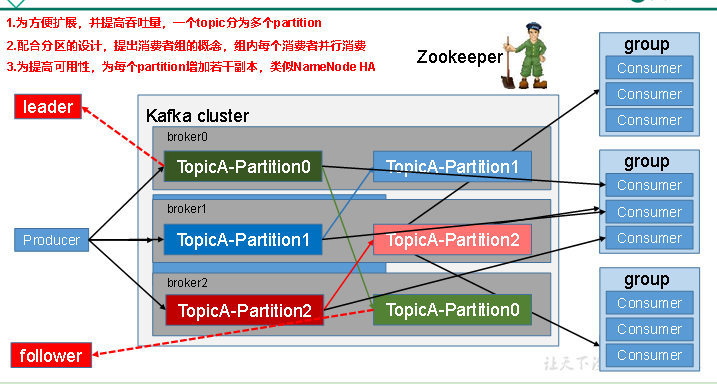 1.为方便扩展，并提高吞吐量，一个topic分为多个partition
2.配合分区的设计，提出消费者组的概念，组内每个消费者并行消费
3.为提高可用性，为每个partition增加若干副本，类似NameNode HA
Zookeeper
leader
Kafka cluster
broker0
TopicA-Partition0
TopicA-Partition1
Producer
broker1
TopicA-Partition1
TopicA-Partition2
broker2
TopicA-Partition2
TopicA-Partition0
follower
group
Consumer
Consumer
Consumer
group
Consumer
Consumer
Consumer
group
Consumer
Consumer
Consumer
让天下